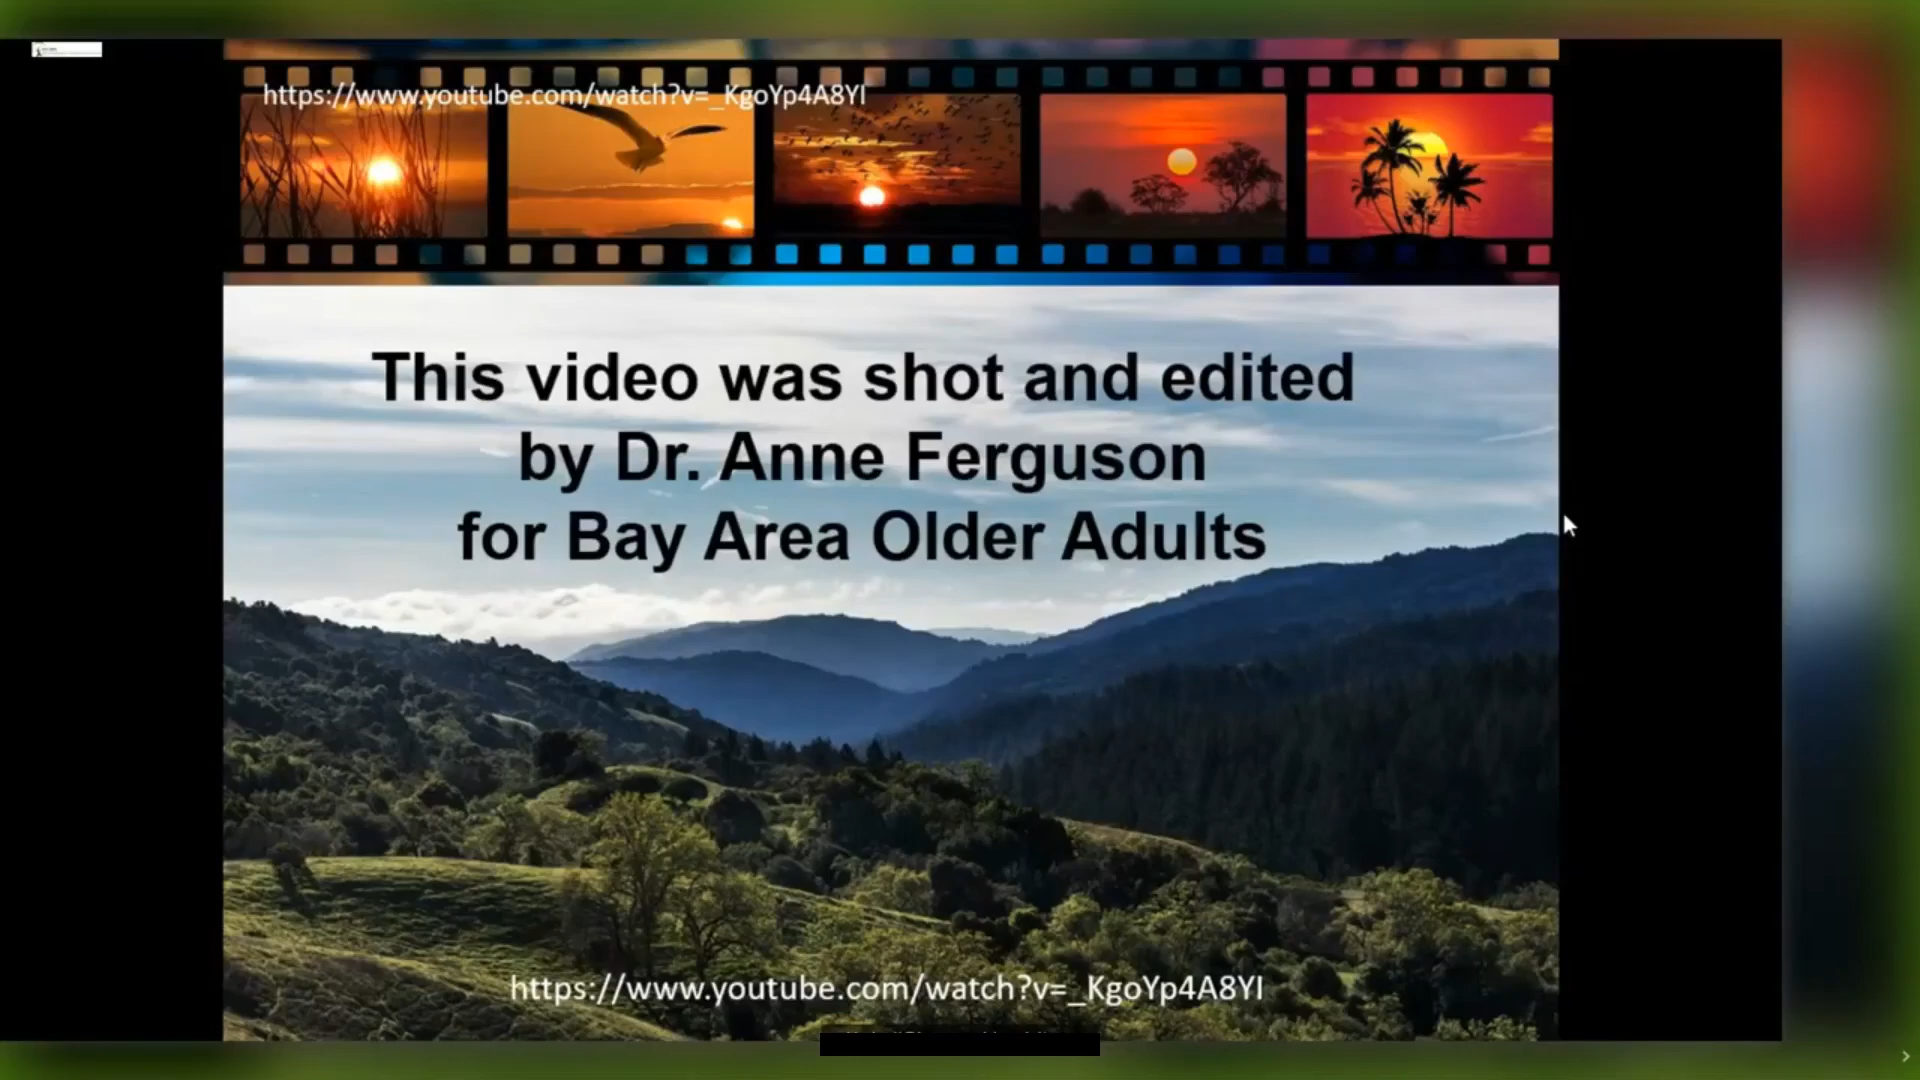 https://www.youtube.com/watch?v=_KgoYp4A8YI
This video was shot and edited
by Dr. Anne Ferguson
for Bay Area Older Adults
https://www.youtube.com/watch?v=_KgoYp4A8YI